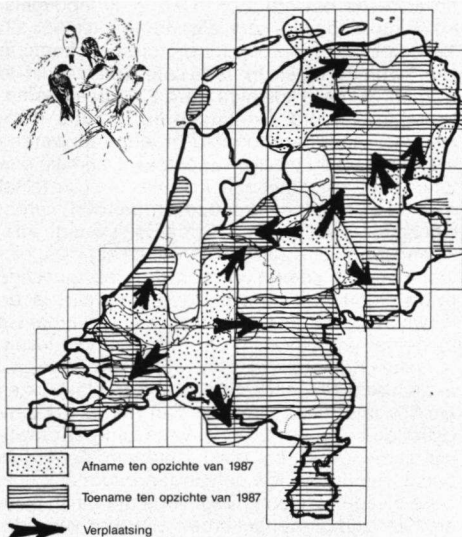 Afname ten opzichte van 1987
Toename ten opzichte van 1987
Verplaatsing